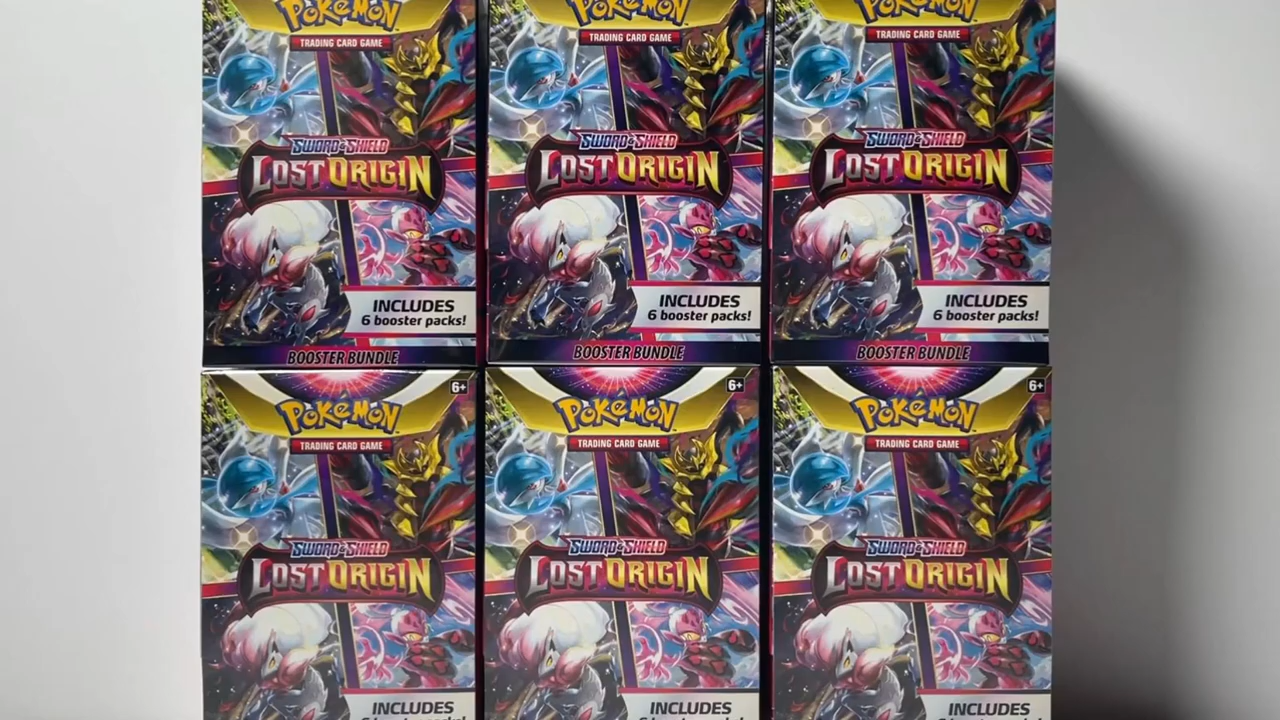 POKéMON
TRADING CARD GAME
SWORD & SHIELD
LOST ORIGIN
INCLUDES
6 booster packs!
BOOSTER BUNDLE
POKéMON
TRADING CARD GAME
SWORD & SHIELD
LOST ORIGIN
INCLUDES
6 booster packs!
BOOSTER BUNDLE
POKéMON
TRADING CARD GAME
SWORD & SHIELD
LOST ORIGIN
INCLUDES
6 booster packs!
BOOSTER BUNDLE
6+
POKéMON
TRADING CARD GAME
SWORD & SHIELD
LOST ORIGIN
INCLUDES
6+
POKéMON
TRADING CARD GAME
SWORD & SHIELD
LOST ORIGIN
INCLUDES
6+
POKéMON
TRADING CARD GAME
SWORD & SHIELD
LOST ORIGIN
INCLUDES